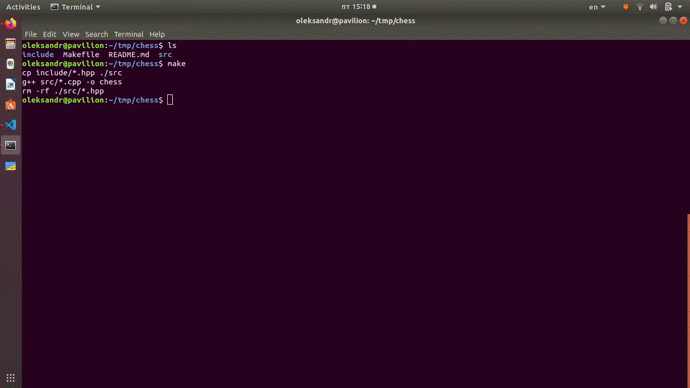 Activities Terminal пт 15:18 en
oleksandr@pavilion: ~/tmp/chess
File Edit View Search Terminal Help
oleksandr@pavilion:~/tmp/chess$ ls
include Makefile README.md src
oleksandr@pavilion:~/tmp/chess$ make
cp include/*.hpp ./src
g++ src/*.cpp -o chess
rm -rf ./src/*.hpp
oleksandr@pavilion:~/tmp/chess$